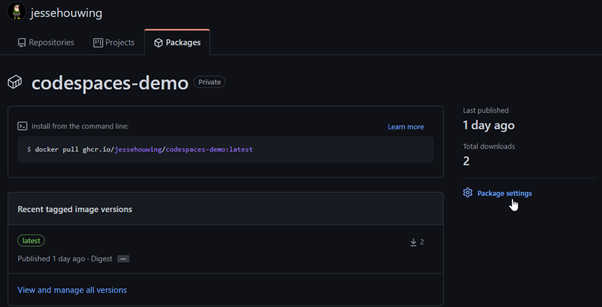 jessehouwing
Repositories Projects Packages
codespaces-demo Private
Install from the command line: Learn more
$ docker pull ghcr.io/jessehouwing/codespaces-demo:latest
Recent tagged image versions
latest 2
Published 1 day ago · Digest ...
View and manage all versions
Last published
1 day ago
Total downloads
2
Package settings